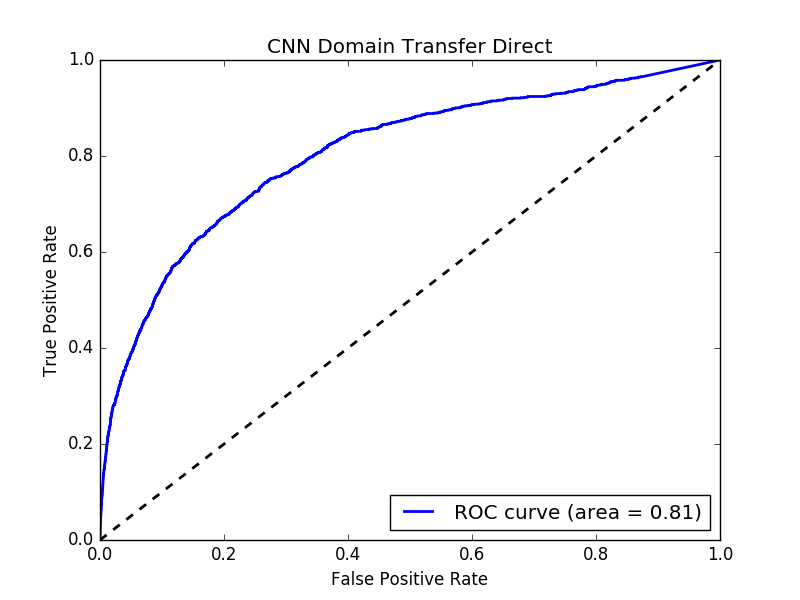 CNN Domain Transfer Direct
1.0
0.8
0.6
0.4
0.2
0.0
True Positive Rate
ROC curve (area = 0.81)
0.0 0.2 0.4 0.6 0.8 1.0
False Positive Rate